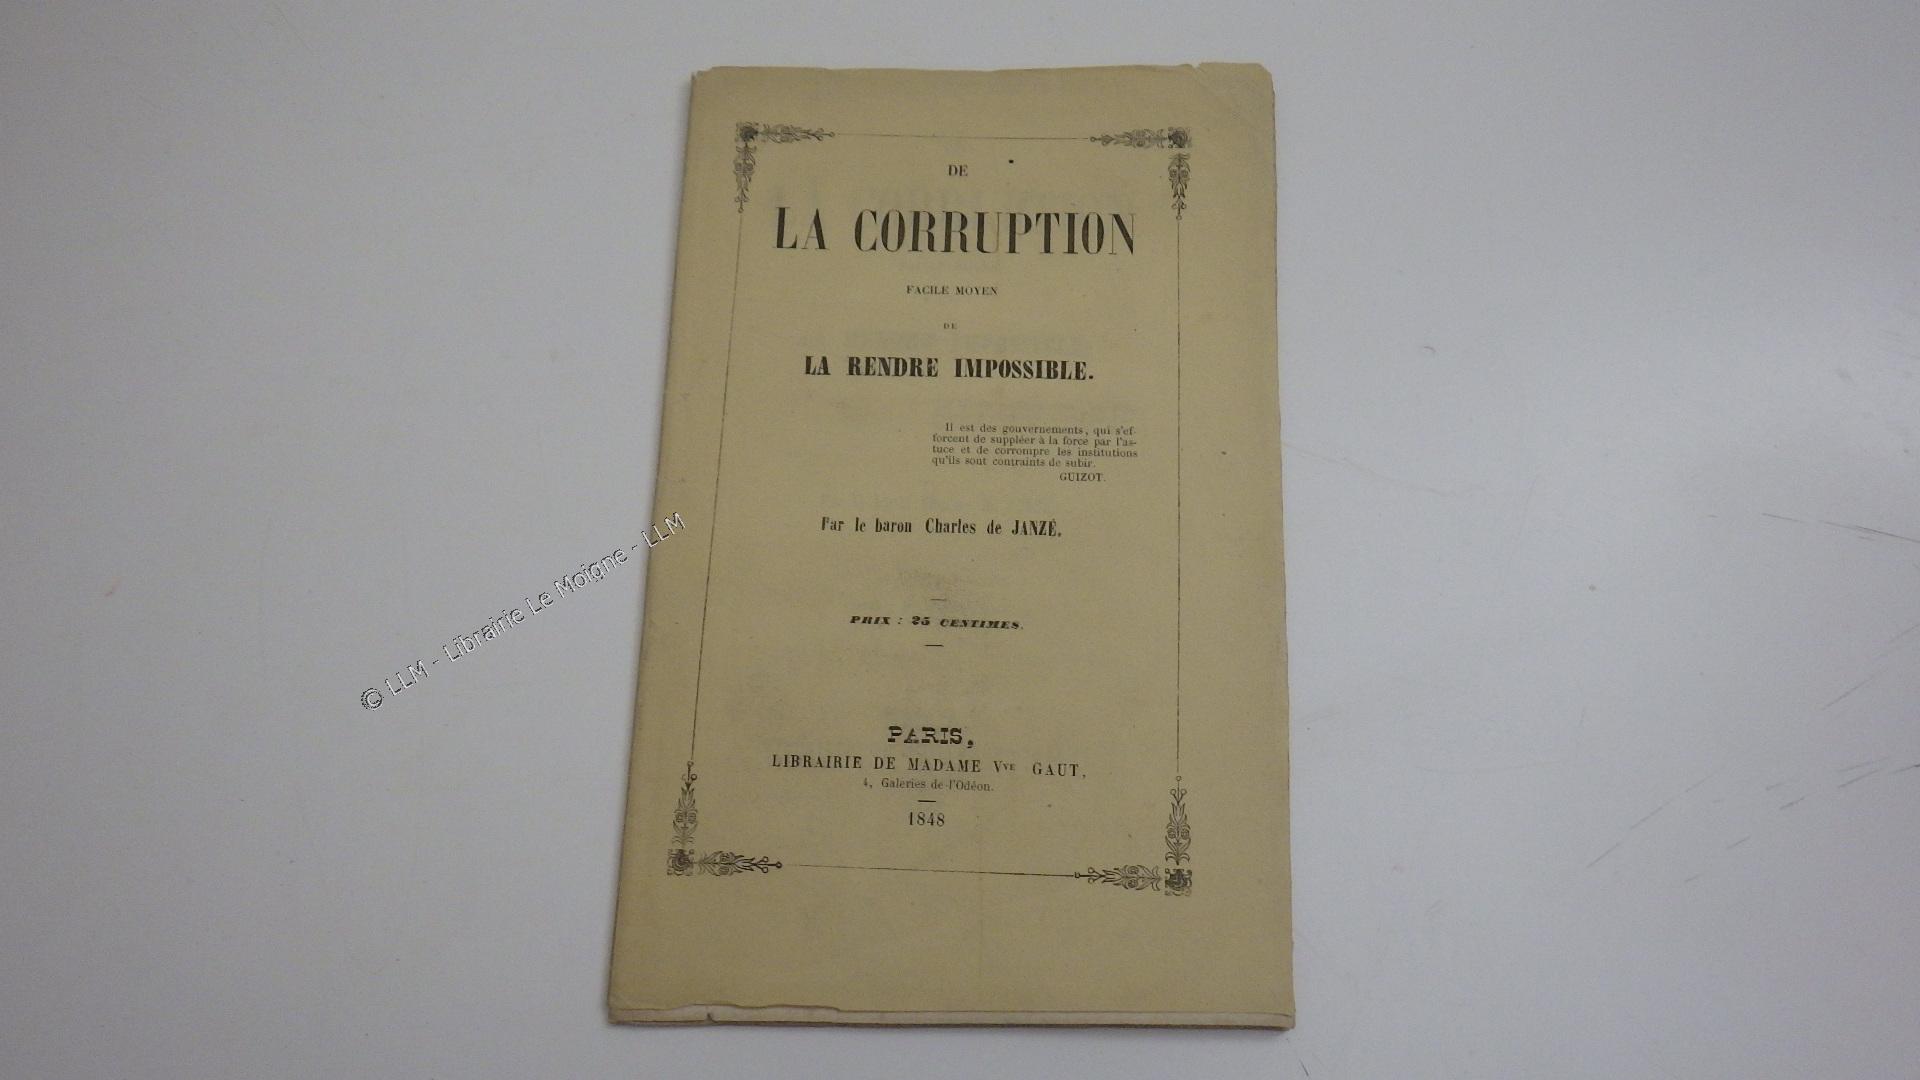 DE
LA CORRUPTION
FACILE MOYEN
DE
LA RENDRE IMPOSSIBLE.
Il est des gouvernements, qui s'ef-
forcent de suppléer à la force par l'as-
tuce et de corrompre les institutions
qu'ils sont contraints de subir.
GUIZOT.
Par le baron Charles de JANZÉ.
PRIX : 25 CENTIMES.
PARIS,
LIBRAIRIE DE MADAME Vve GAUT,
4, Galeries de l'Odéon.
1848
© LLM - Librairie Le Moigne - LLM